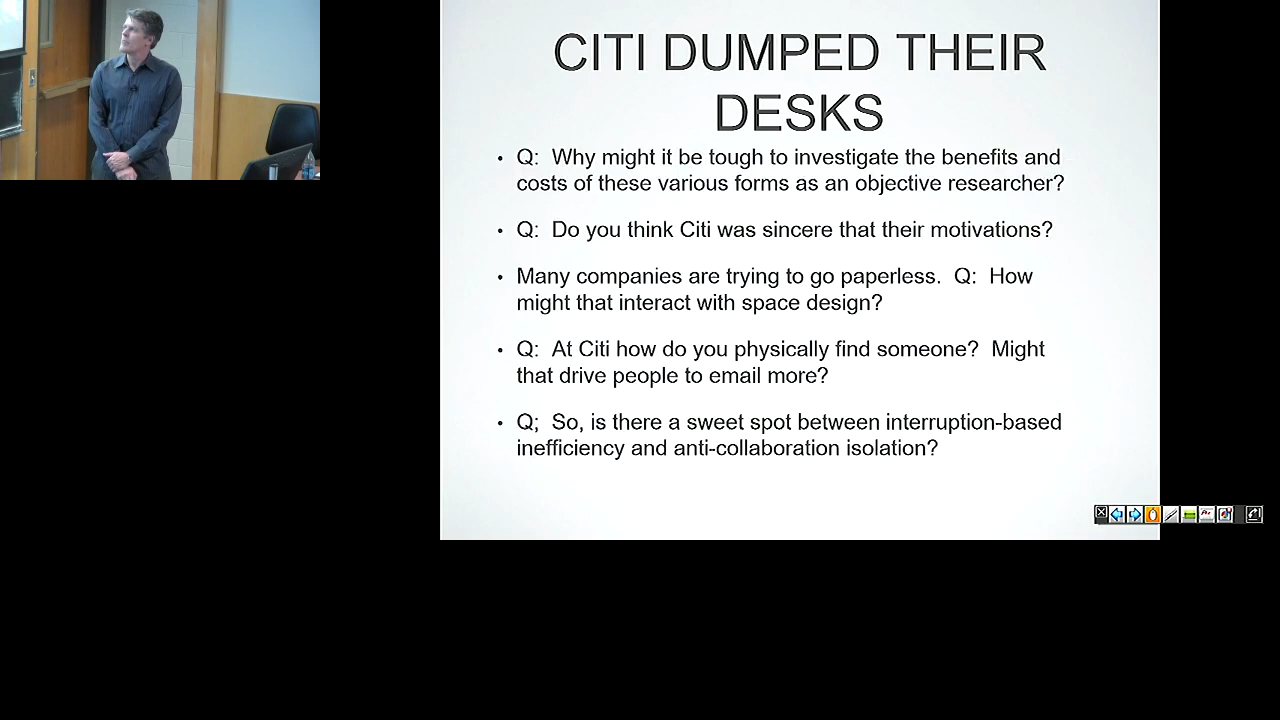 CITI DUMPED THEIR
DESKS
• Q: Why might it be tough to investigate the benefits and
costs of these various forms as an objective researcher?
• Q: Do you think Citi was sincere that their motivations?
• Many companies are trying to go paperless. Q: How
might that interact with space design?
• Q: At Citi how do you physically find someone? Might
that drive people to email more?
• Q; So, is there a sweet spot between interruption-based
inefficiency and anti-collaboration isolation?